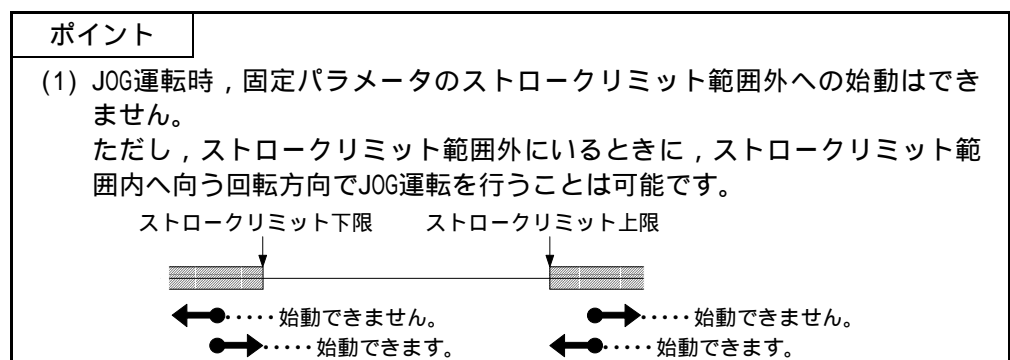 ポイント
(1) JOG運転時，固定パラメータのストロークリミット範囲外への始動はでき
ません。
ただし，ストロークリミット範囲外にいるときに，ストロークリミット範
囲内へ向う回転方向でJOG運転を行うことは可能です。
ストロークリミット下限 ストロークリミット上限
·····始動できません。 ·····始動できません。
·····始動できます。 ·····始動できます。